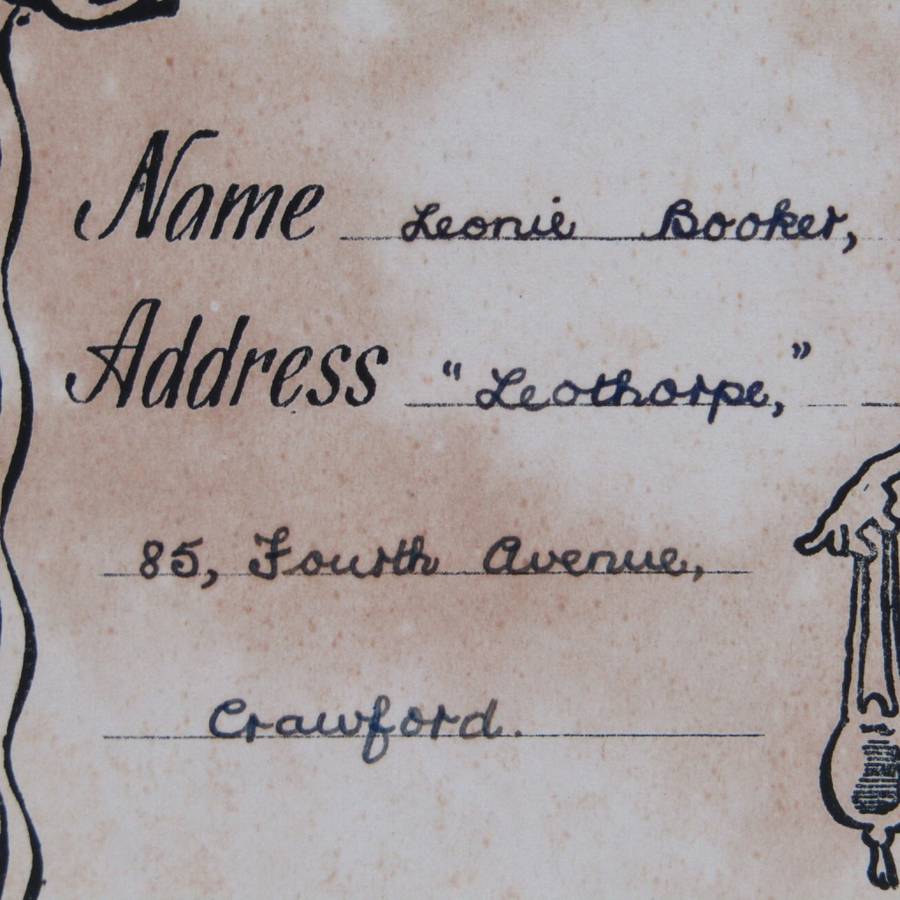 Name Leonie Booker,
Address "Leothorpe,"
85, Fourth Avenue,
Crawford.